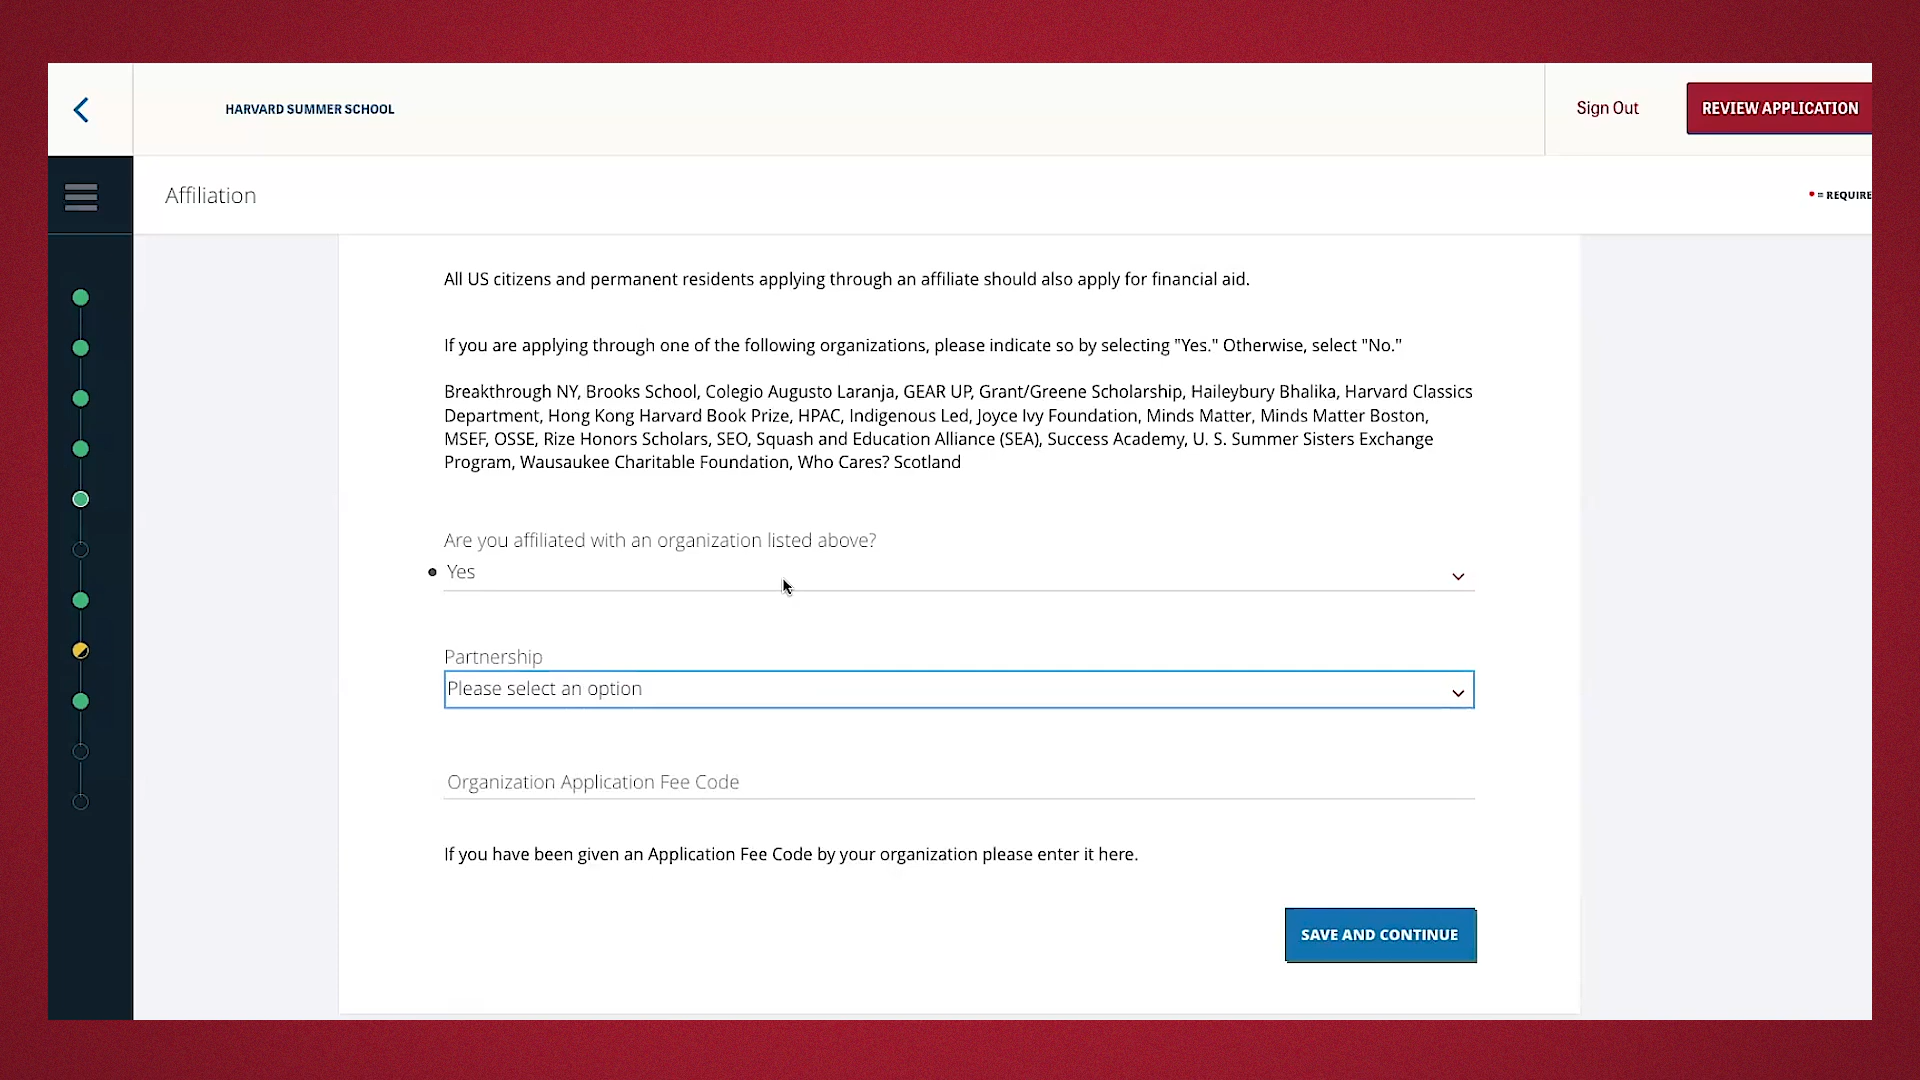 HARVARD SUMMER SCHOOL
Sign Out
REVIEW APPLICATION
Affiliation
= REQUIRE
All US citizens and permanent residents applying through an affiliate should also apply for financial aid.
If you are applying through one of the following organizations, please indicate so by selecting "Yes." Otherwise, select "No."
Breakthrough NY, Brooks School, Colegio Augusto Laranja, GEAR UP, Grant/Greene Scholarship, Haileybury Bhalika, Harvard Classics
Department, Hong Kong Harvard Book Prize, HPAC, Indigenous Led, Joyce Ivy Foundation, Minds Matter, Minds Matter Boston,
MSEF, OSSE, Rize Honors Scholars, SEO, Squash and Education Alliance (SEA), Success Academy, U. S. Summer Sisters Exchange
Program, Wausaukee Charitable Foundation, Who Cares? Scotland
Are you affiliated with an organization listed above?
Yes
Partnership
Please select an option
Organization Application Fee Code
If you have been given an Application Fee Code by your organization please enter it here.
SAVE AND CONTINUE